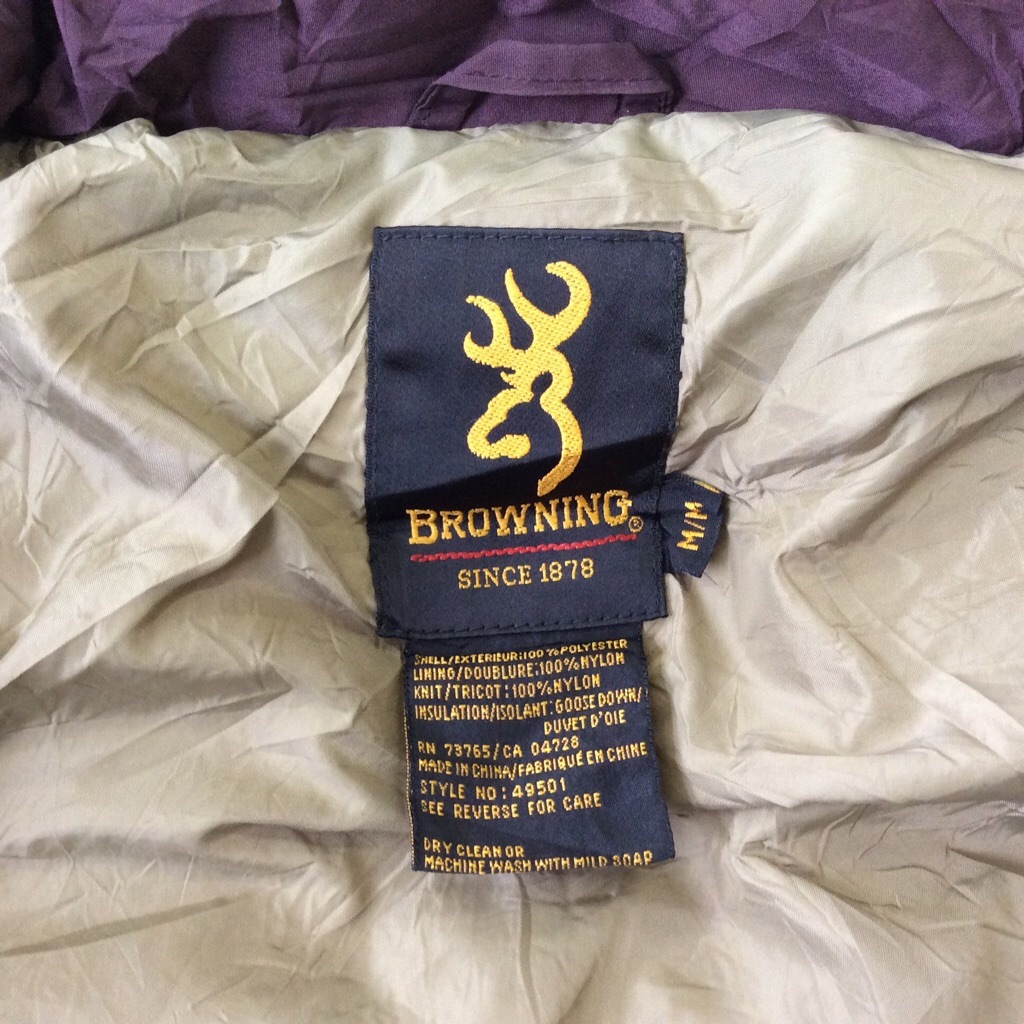 BROWNING®
SINCE 1878
M/M
SHELL/EXTERIEUR:100%POLYESTER
LINING/DOUBLURE:100%NYLON
KNIT/TRICOT:100%NYLON
INSULATION/ISOLANT:GOOSE DOWN/
DUVET D'OIE
RN 73765/CA 04728
MADE IN CHINA/FABRIQUÉ EN CHINE
STYLE NO:49501
SEE REVERSE FOR CARE
DRY CLEAN OR
MACHINE WASH WITH MILD SOAP